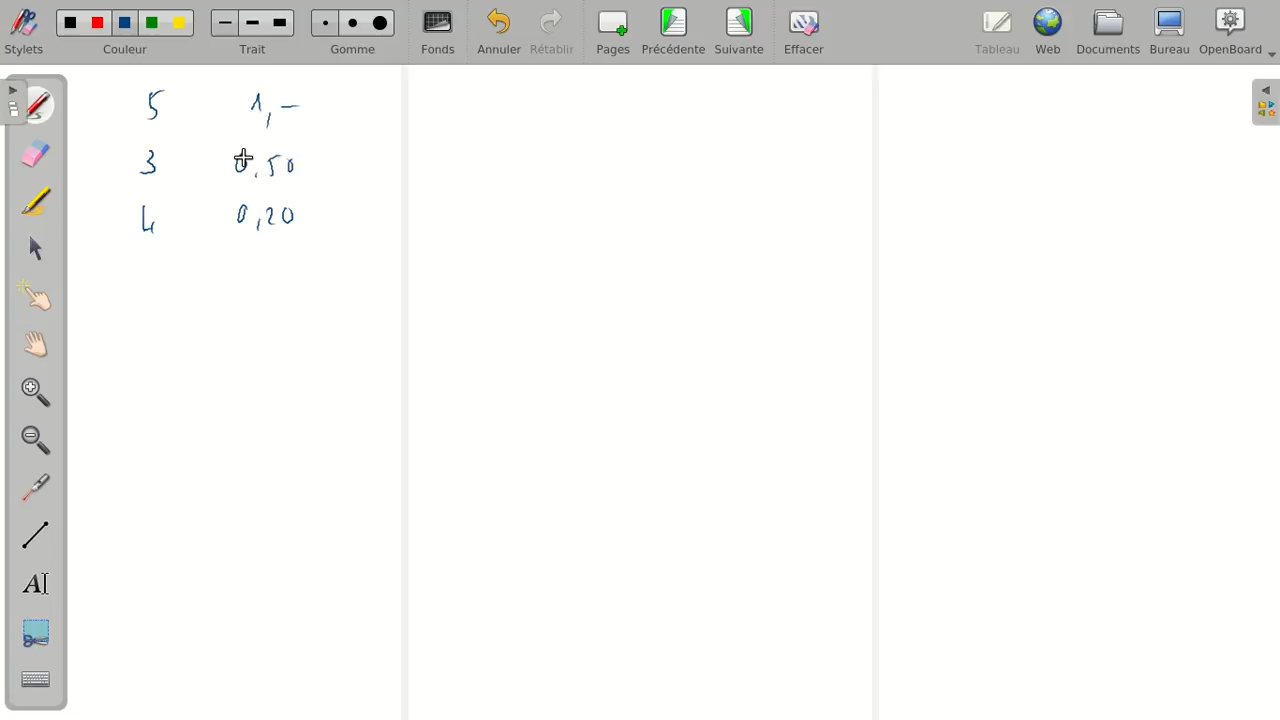 Stylets Couleur Trait Gomme Fonds Annuler Rétablir Pages Précédente Suivante Effacer Tableau Web Documents Bureau OpenBoard
5 1,-
3 0,50
4 0,20